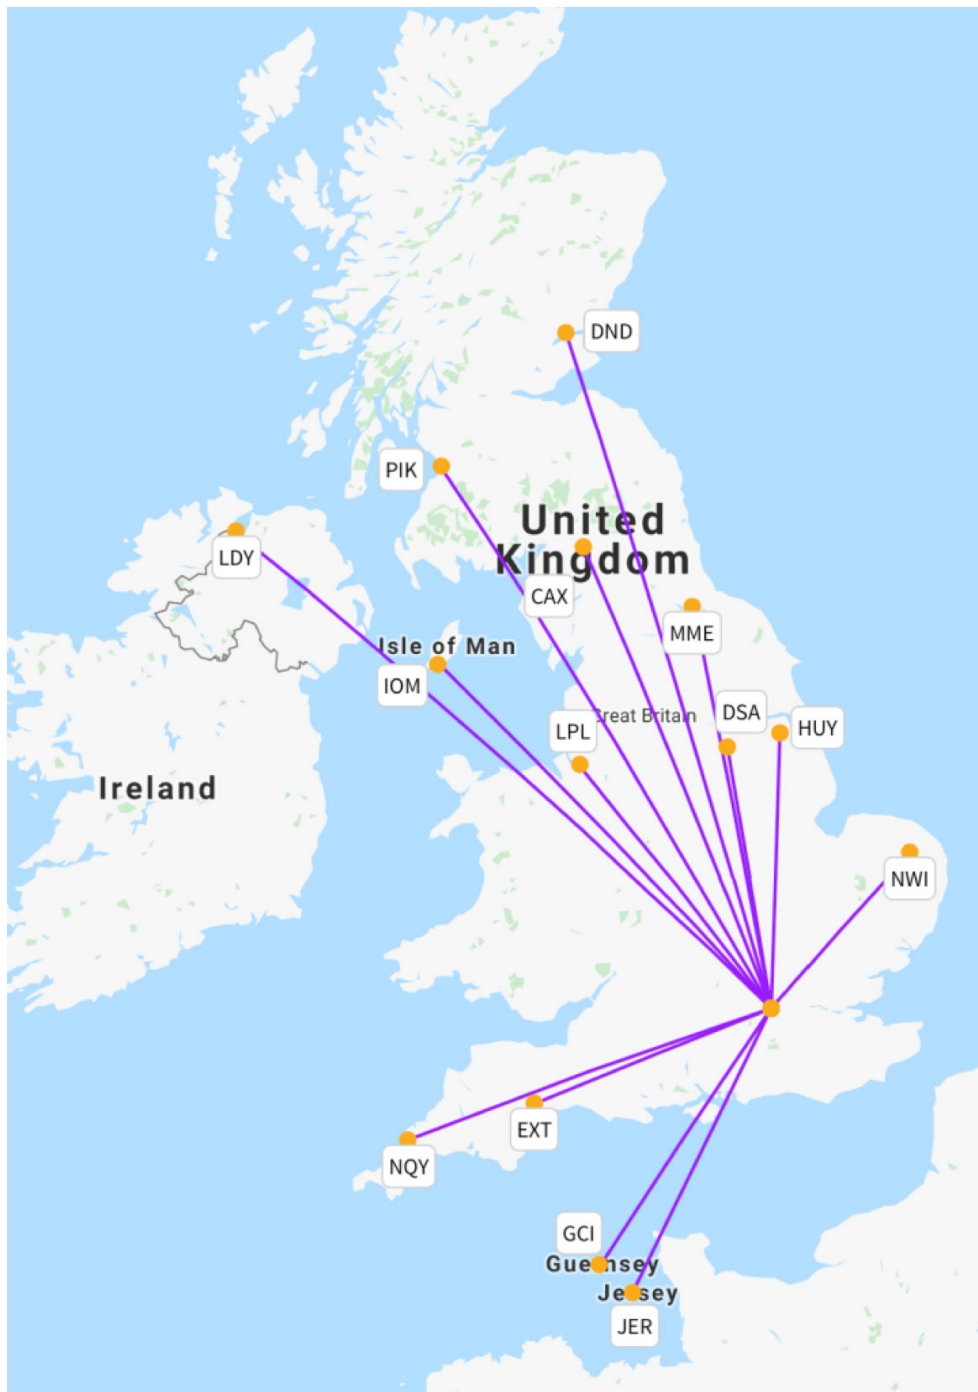 DND
PIK
United
Kingdom
LDY
CAX
MME
Isle of Man
IOM
DSA
Great Britain
LPL
HUY
Ireland
NWI
EXT
NQY
GCI
Guernsey
Jersey
JER